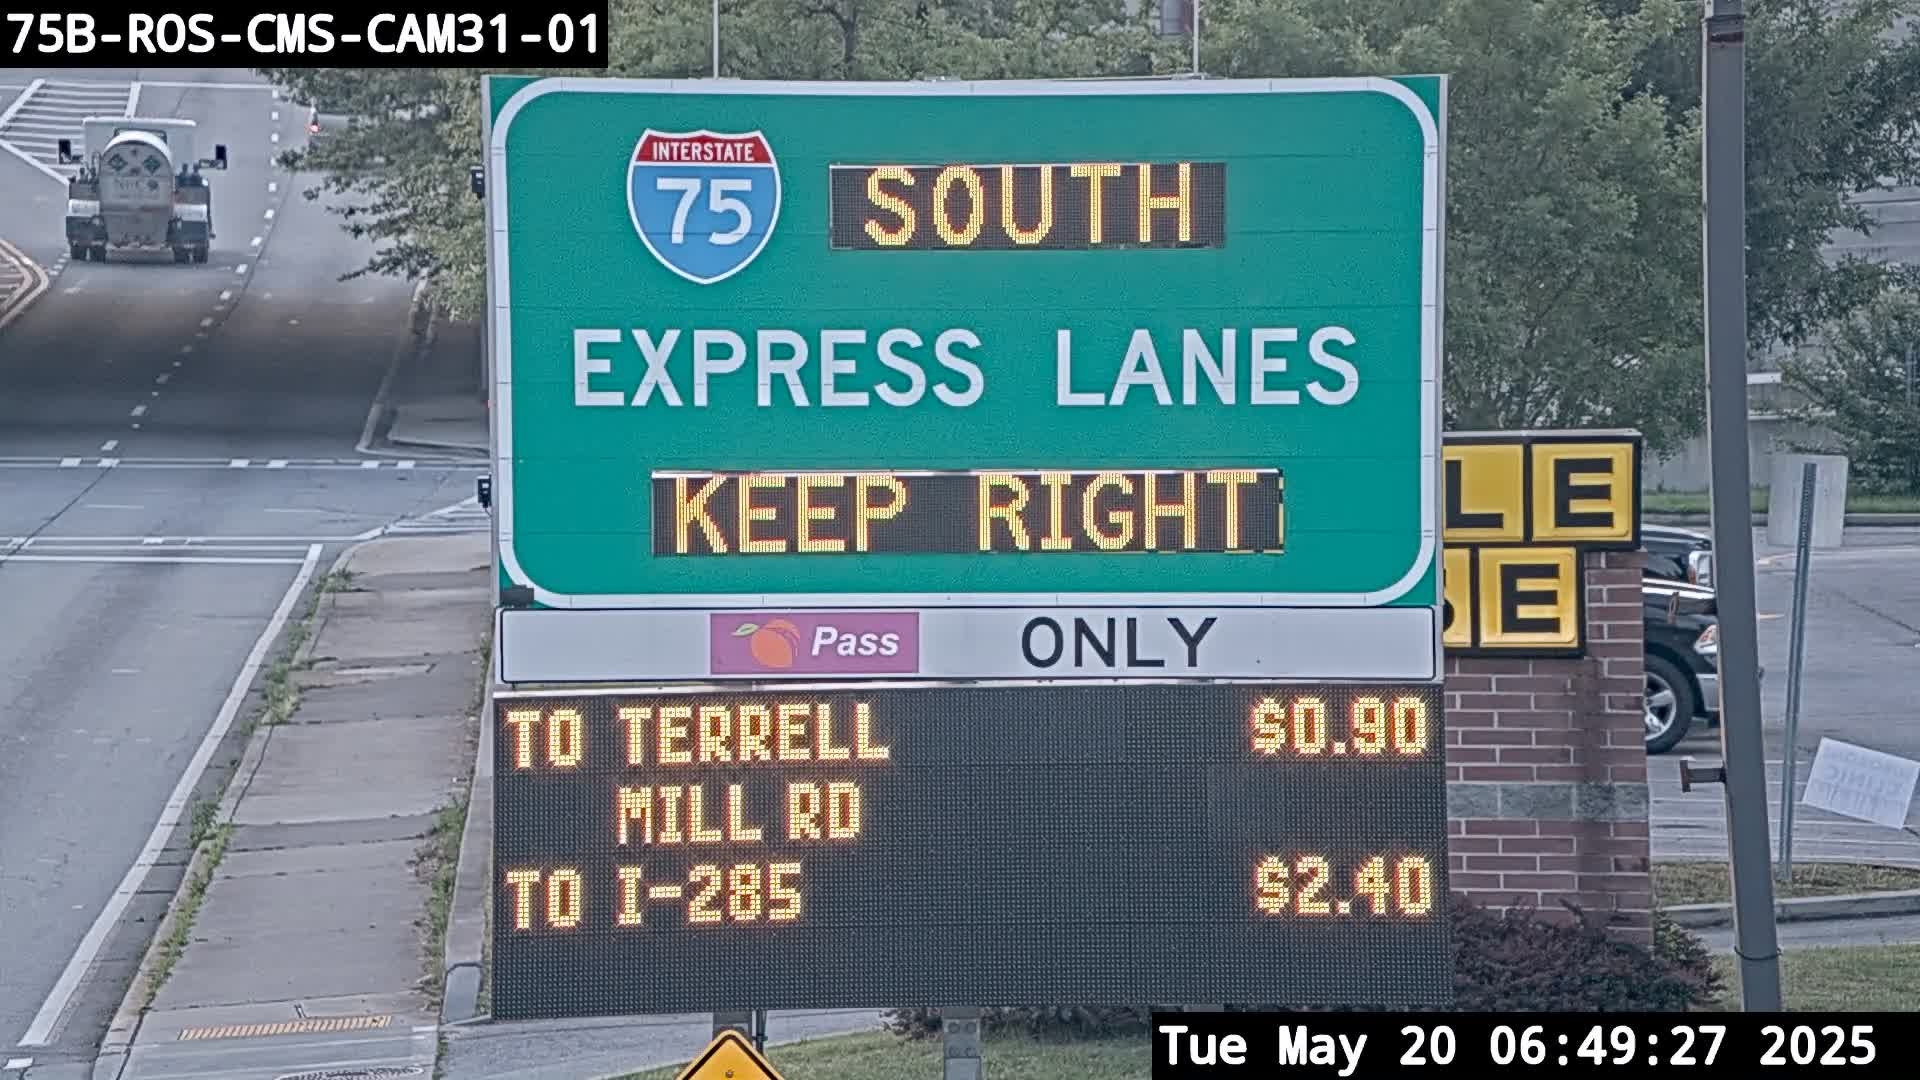 75B-ROS-CMS-CAM31-01
INTERSTATE
75
SOUTH
EXPRESS LANES
KEEP RIGHT
Pass ONLY
TO TERRELL $0.90
MILL RD
TO I-285 $2.40
LE
E
Tue May 20 06:49:27 2025